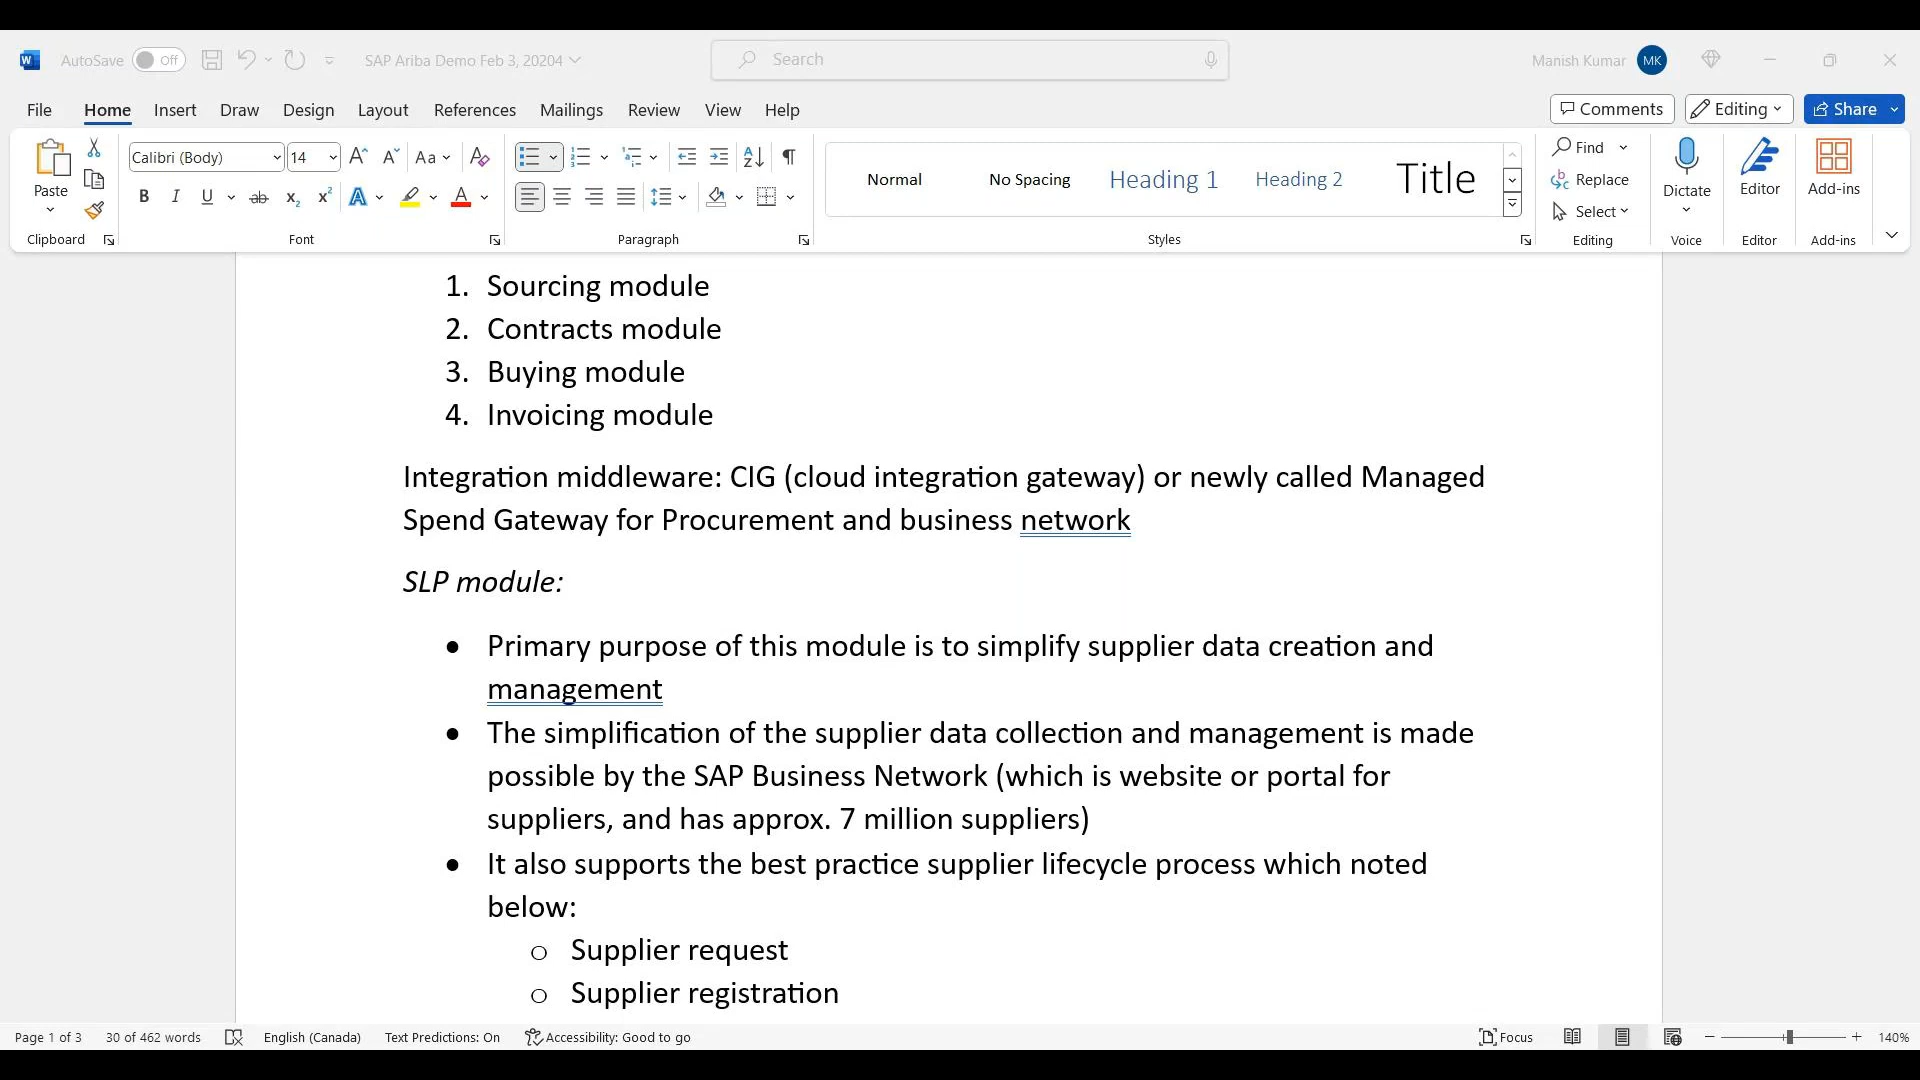 AutoSave Off SAP Ariba Demo Feb 3, 20204 Search Manish Kumar MK
File Home Insert Draw Design Layout References Mailings Review View Help Comments Editing Share
Paste Calibri (Body) 14 Aa Normal No Spacing Heading 1 Heading 2 Title Find Replace Select Dictate Editor Add-ins
Clipboard Font Paragraph Styles Editing Voice Editor Add-ins
1. Sourcing module
2. Contracts module
3. Buying module
4. Invoicing module
Integration middleware: CIG (cloud integration gateway) or newly called Managed
Spend Gateway for Procurement and business network
SLP module:
• Primary purpose of this module is to simplify supplier data creation and
management
• The simplification of the supplier data collection and management is made
possible by the SAP Business Network (which is website or portal for
suppliers, and has approx. 7 million suppliers)
• It also supports the best practice supplier lifecycle process which noted
below:
o Supplier request
o Supplier registration
Page 1 of 3 30 of 462 words English (Canada) Text Predictions: On Accessibility: Good to go Focus 140%